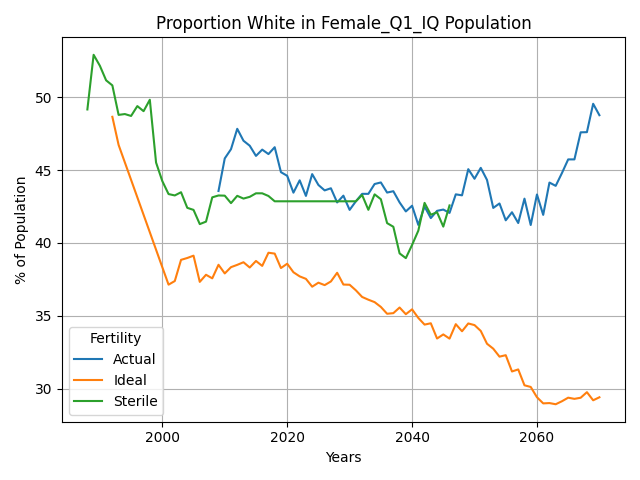 Proportion White in Female_Q1_IQ Population
% of Population
50
45
40
35
30
Fertility
Actual
Ideal
Sterile
2000
2020
2040
2060
Years